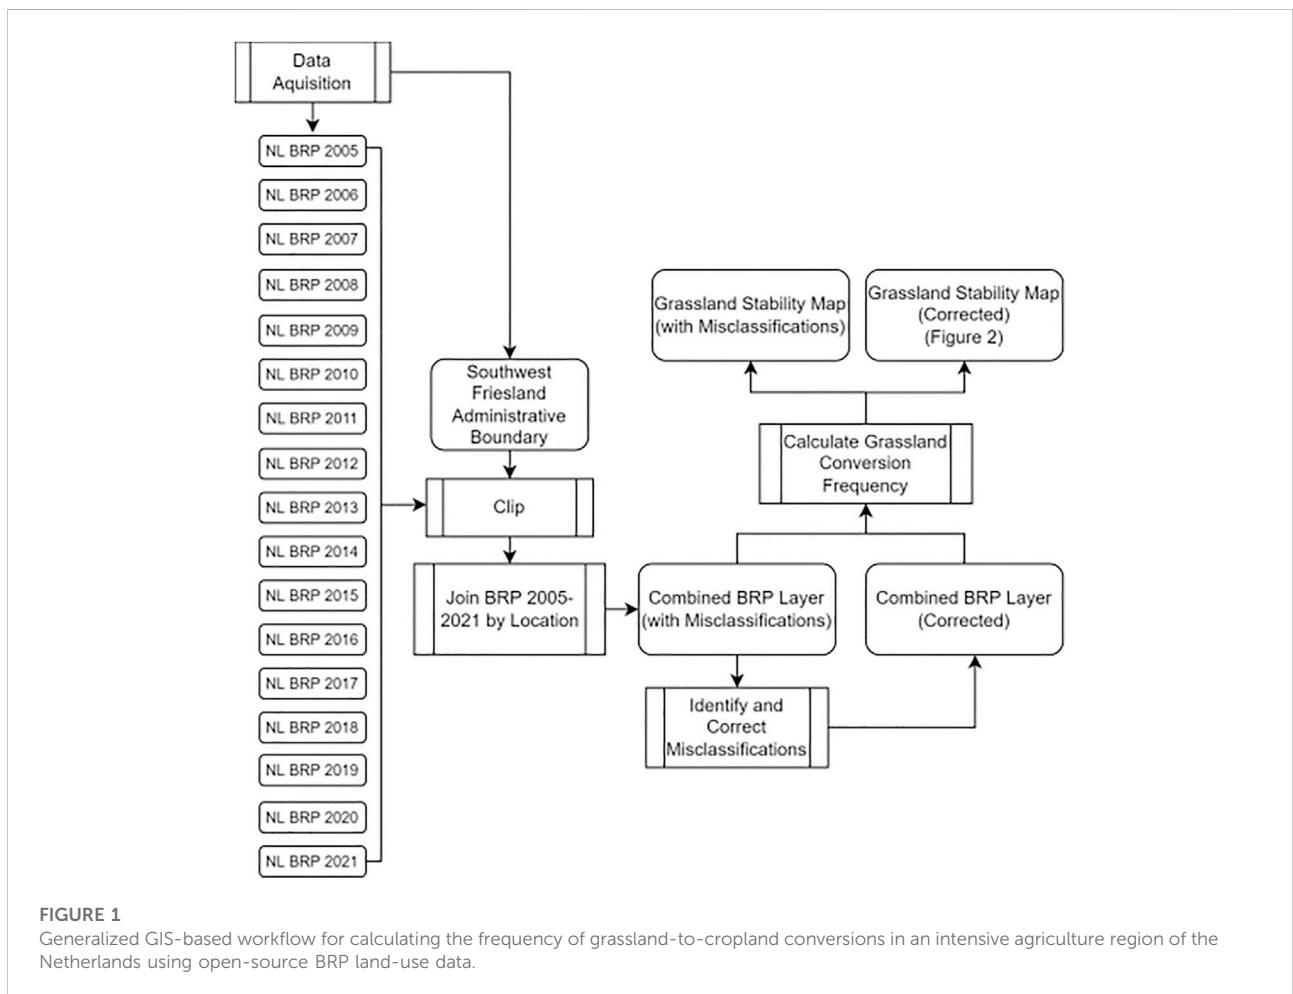 Data
Aquisition
NL BRP 2005
NL BRP 2006
NL BRP 2007
NL BRP 2008
NL BRP 2009
NL BRP 2010
NL BRP 2011
NL BRP 2012
NL BRP 2013
NL BRP 2014
NL BRP 2015
NL BRP 2016
NL BRP 2017
NL BRP 2018
NL BRP 2019
NL BRP 2020
NL BRP 2021
Southwest
Friesland
Administrative
Boundary
Clip
Join BRP 2005-
2021 by Location
Combined BRP Layer
(with Misclassifications)
Identify and
Correct
Misclassifications
Combined BRP Layer
(Corrected)
Calculate Grassland
Conversion
Frequency
Grassland Stability Map
(with Misclassifications)
Grassland Stability Map
(Corrected)
(Figure 2)
FIGURE 1
Generalized GIS-based workflow for calculating the frequency of grassland-to-cropland conversions in an intensive agriculture region of the
Netherlands using open-source BRP land-use data.